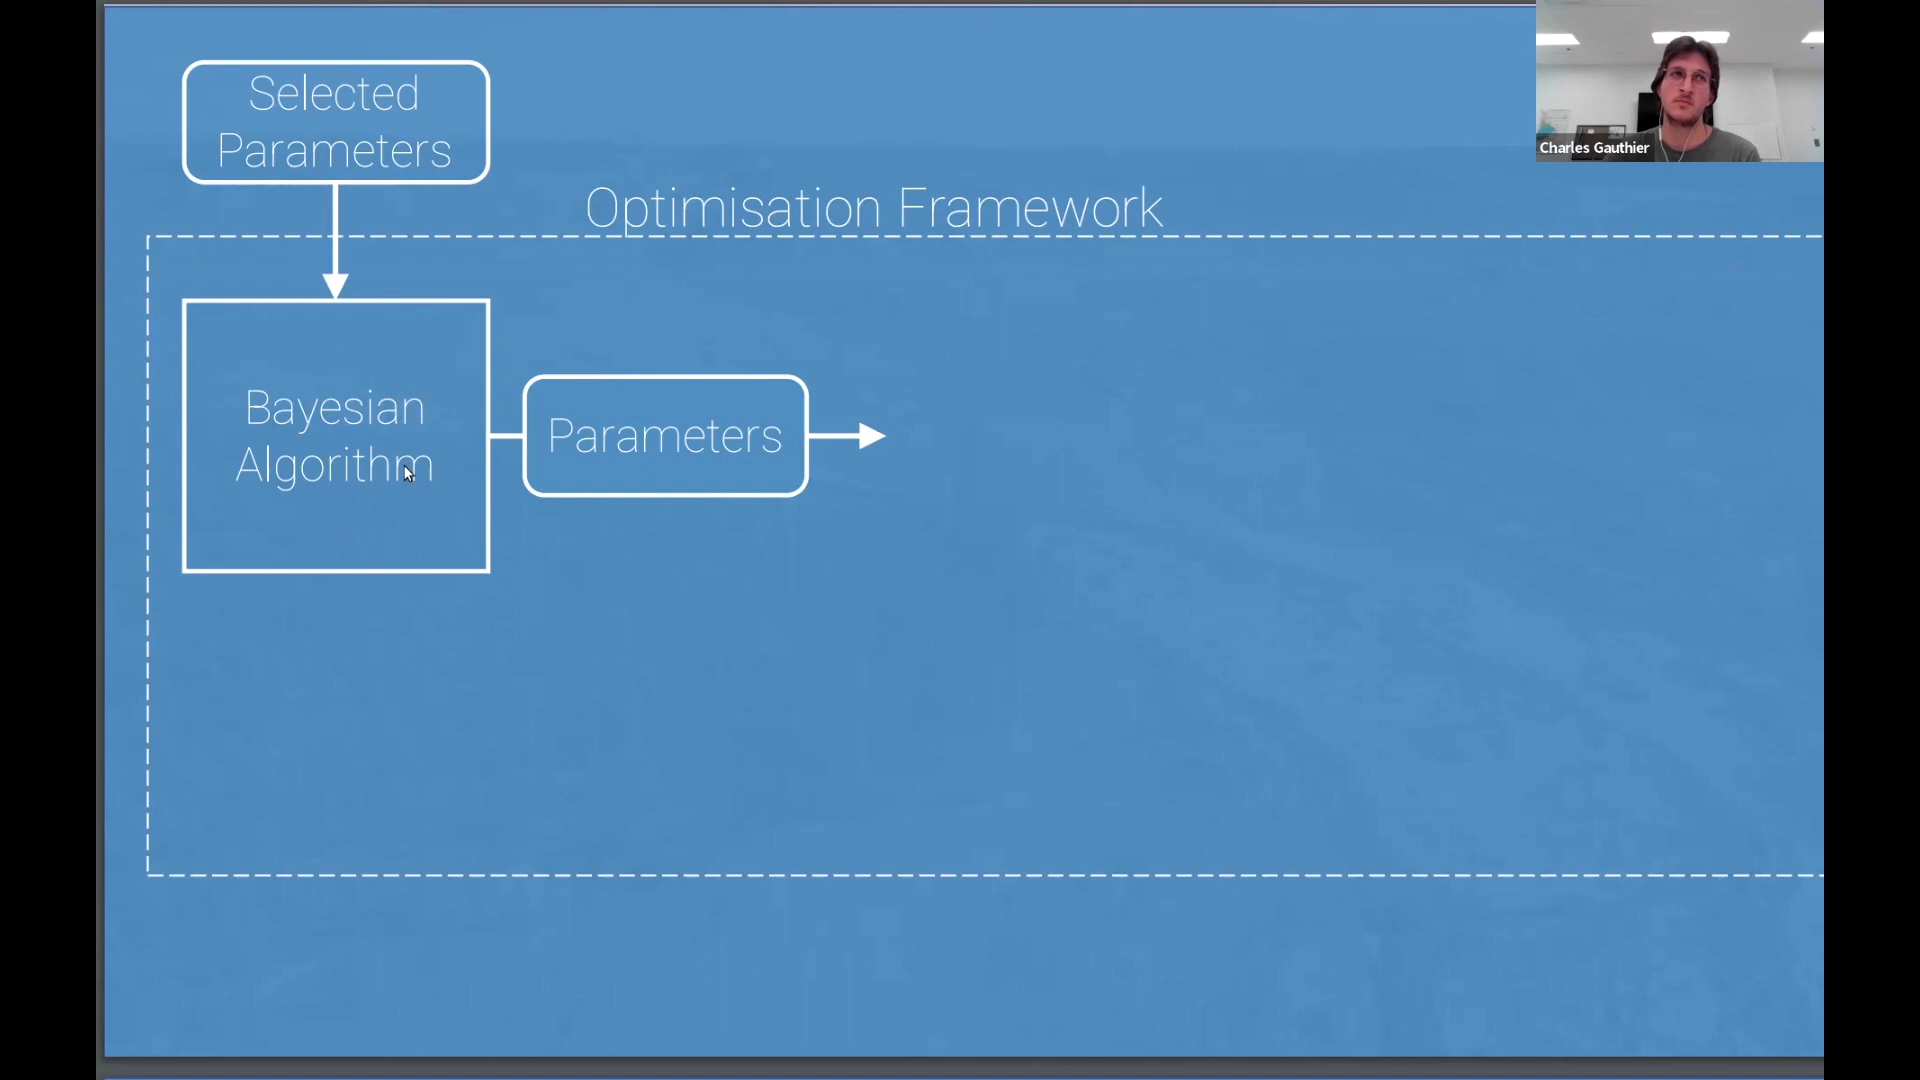 Selected
Parameters
Charles Gauthier
Optimisation Framework
Bayesian
Algorithm
Parameters